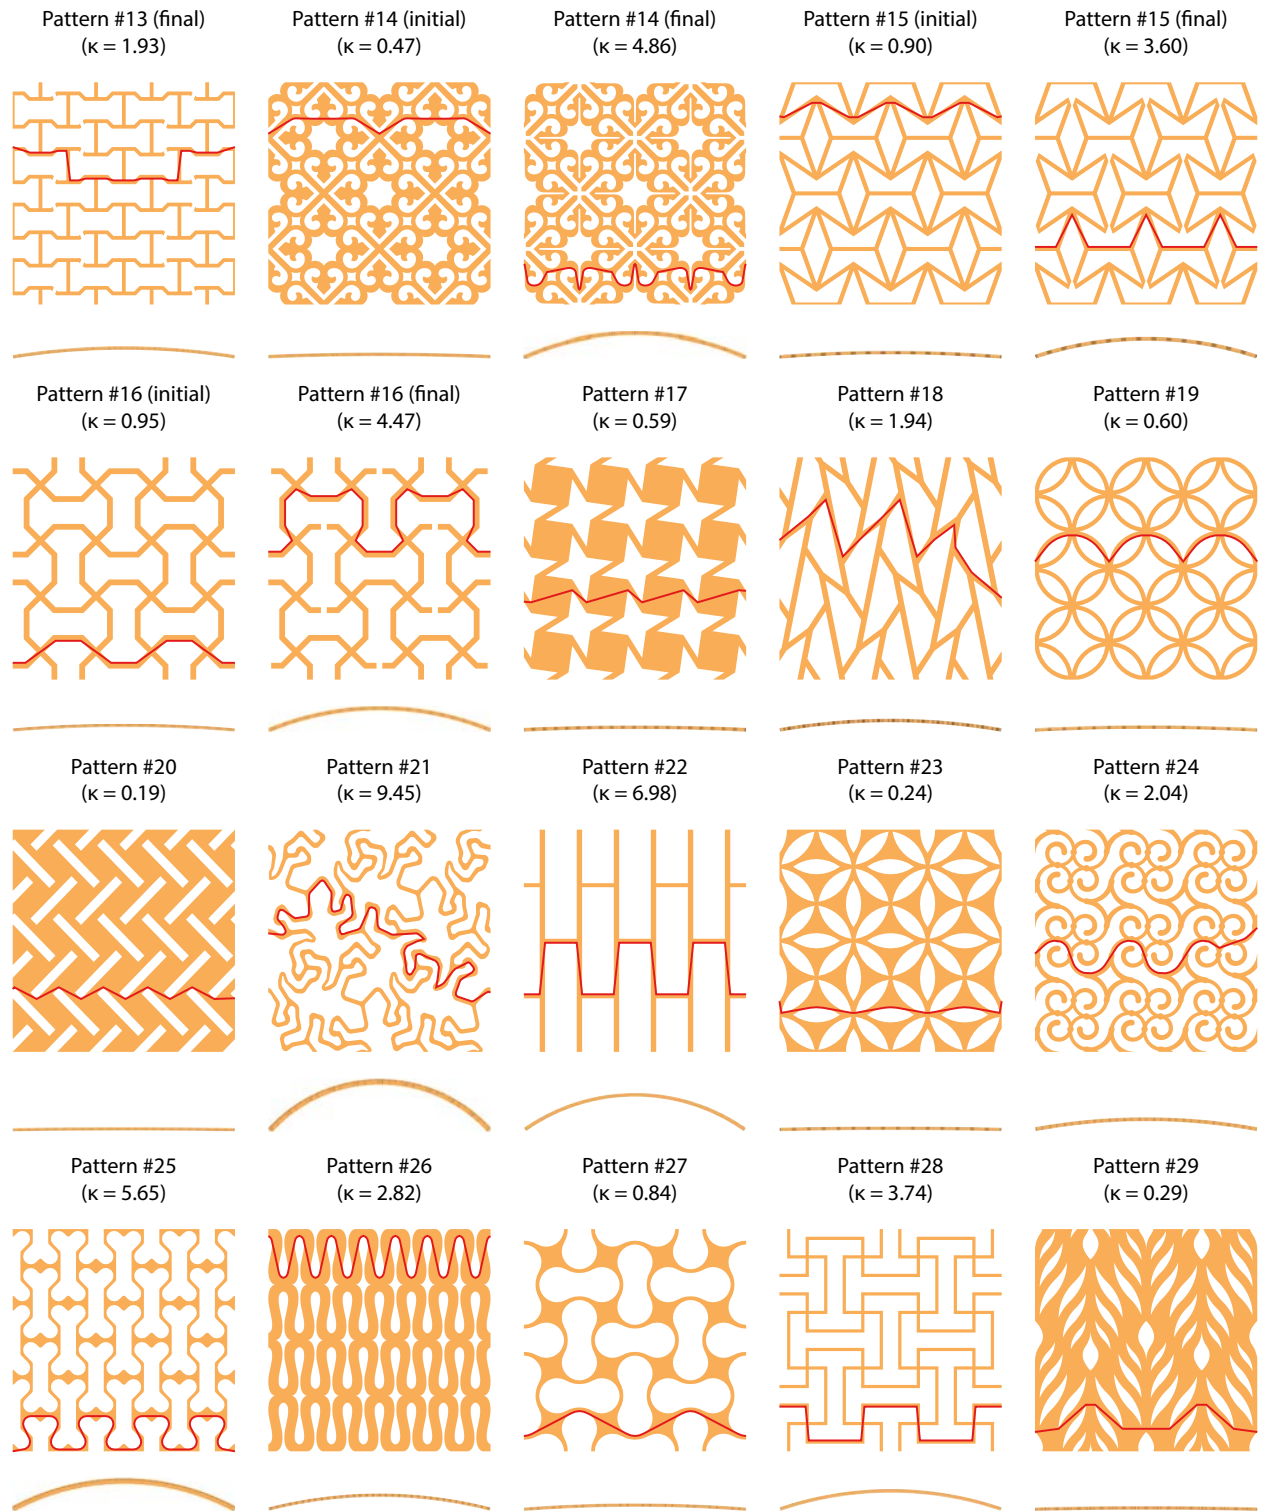 Pattern #13 (final)
(κ = 1.93)
Pattern #14 (initial)
(κ = 0.47)
Pattern #14 (final)
(κ = 4.86)
Pattern #15 (initial)
(κ = 0.90)
Pattern #15 (final)
(κ = 3.60)
Pattern #16 (initial)
(κ = 0.95)
Pattern #16 (final)
(κ = 4.47)
Pattern #17
(κ = 0.59)
Pattern #18
(κ = 1.94)
Pattern #19
(κ = 0.60)
Pattern #20
(κ = 0.19)
Pattern #21
(κ = 9.45)
Pattern #22
(κ = 6.98)
Pattern #23
(κ = 0.24)
Pattern #24
(κ = 2.04)
Pattern #25
(κ = 5.65)
Pattern #26
(κ = 2.82)
Pattern #27
(κ = 0.84)
Pattern #28
(κ = 3.74)
Pattern #29
(κ = 0.29)